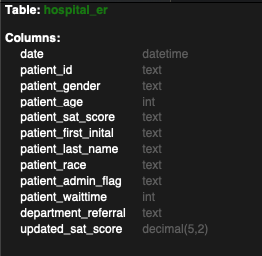 Table: hospital_er
Columns:
date datetime
patient_id text
patient_gender text
patient_age int
patient_sat_score text
patient_first_inital text
patient_last_name text
patient_race text
patient_admin_flag text
patient_waittime int
department_referral text
updated_sat_score decimal(5,2)